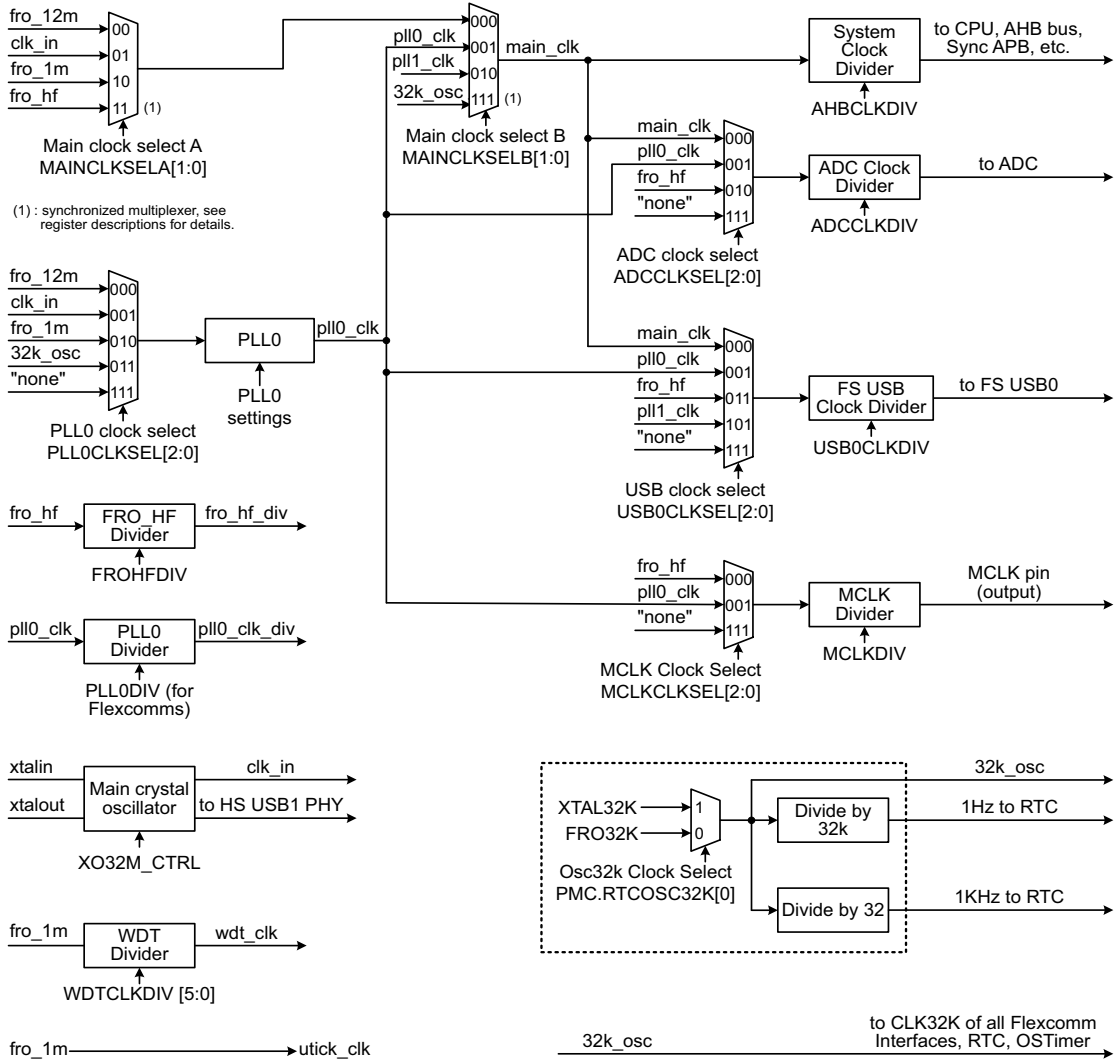 fro_12m
clk_in
fro_1m
fro_hf
00
01
10
11
(1)
Main clock select A
MAINCLKSELA[1:0]
(1) : synchronized multiplexer, see
register descriptions for details.
pll0_clk
pll1_clk
32k_osc
000
001
010
111
(1)
Main clock select B
MAINCLKSELB[1:0]
main_clk
System
Clock
Divider
AHBCLKDIV
to CPU, AHB bus,
Sync APB, etc.
main_clk
pll0_clk
fro_hf
"none"
000
001
010
111
ADC clock select
ADCCLKSEL[2:0]
ADC Clock
Divider
ADCCLKDIV
to ADC
fro_12m
clk_in
fro_1m
32k_osc
"none"
000
001
010
011
111
PLL0 clock select
PLL0CLKSEL[2:0]
PLL0
PLL0
settings
pll0_clk
main_clk
pll0_clk
fro_hf
pll1_clk
"none"
000
001
011
101
111
USB clock select
USB0CLKSEL[2:0]
FS USB
Clock Divider
USB0CLKDIV
to FS USB0
fro_hf
FRO_HF
Divider
fro_hf_div
FROHFDIV
fro_hf
pll0_clk
"none"
000
001
111
MCLK Clock Select
MCLKCLKSEL[2:0]
MCLK
Divider
MCLKDIV
MCLK pin
(output)
pll0_clk
PLL0
Divider
pll0_clk_div
PLL0DIV (for
Flexcomms)
xtalin
xtalout
Main crystal
oscillator
clk_in
to HS USB1 PHY
XO32M_CTRL
XTAL32K
FRO32K
1
0
Osc32k Clock Select
PMC.RTCOSC32K[0]
Divide by
32k
Divide by 32
32k_osc
1Hz to RTC
1KHz to RTC
fro_1m
WDT
Divider
wdt_clk
WDTCLKDIV [5:0]
fro_1m
utick_clk
32k_osc
to CLK32K of all Flexcomm
Interfaces, RTC, OSTimer